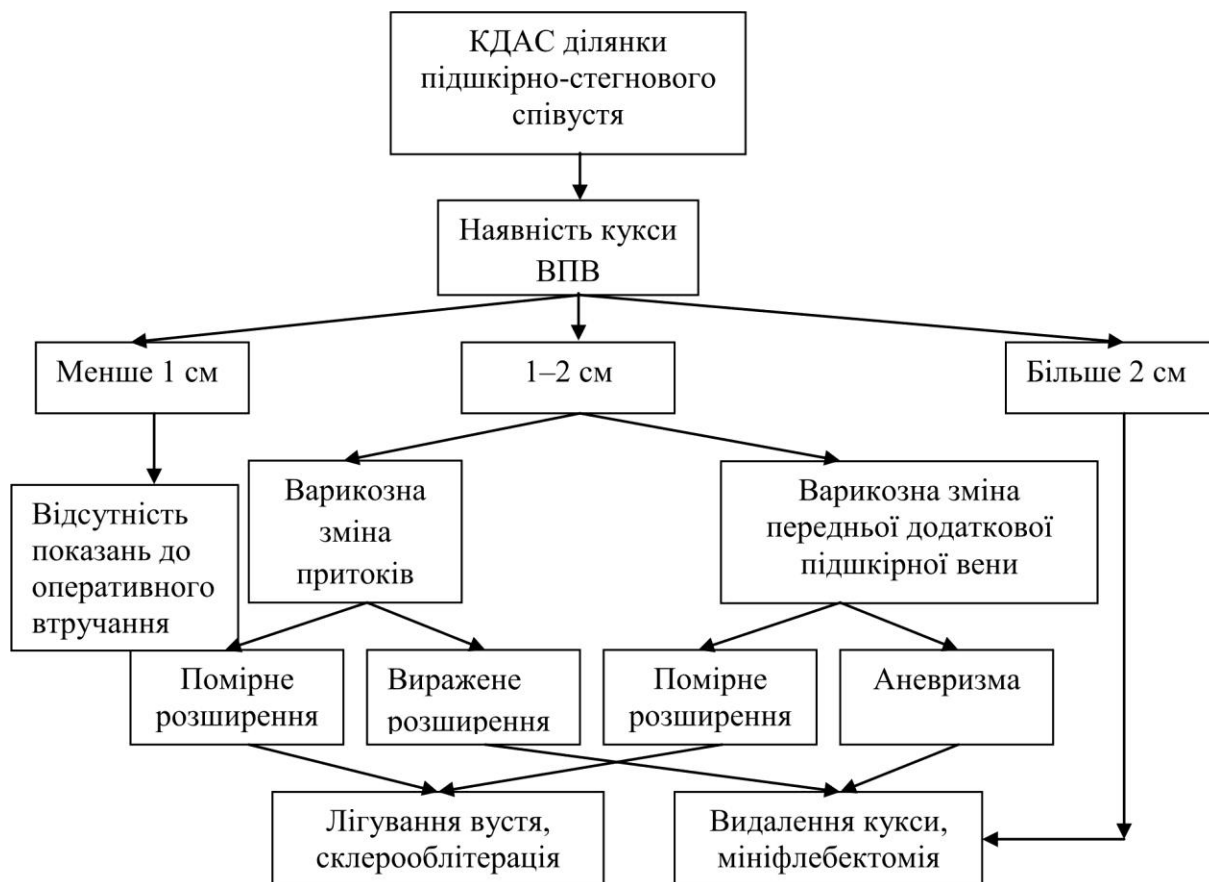 КДАС ділянки
підшкірно-стегнового
співустя
Наявність кукси
ВПВ
Менше 1 см
1–2 см
Більше 2 см
Відсутність
показань до
оперативного
втручання
Варикозна
зміна
притоків
Варикозна зміна
передньої додаткової
підшкірної вени
Помірне
розширення
Виражене
розширення
Помірне
розширення
Аневризма
Лігування вустя,
склерооблітерація
Видалення кукси,
мініфлебектомія